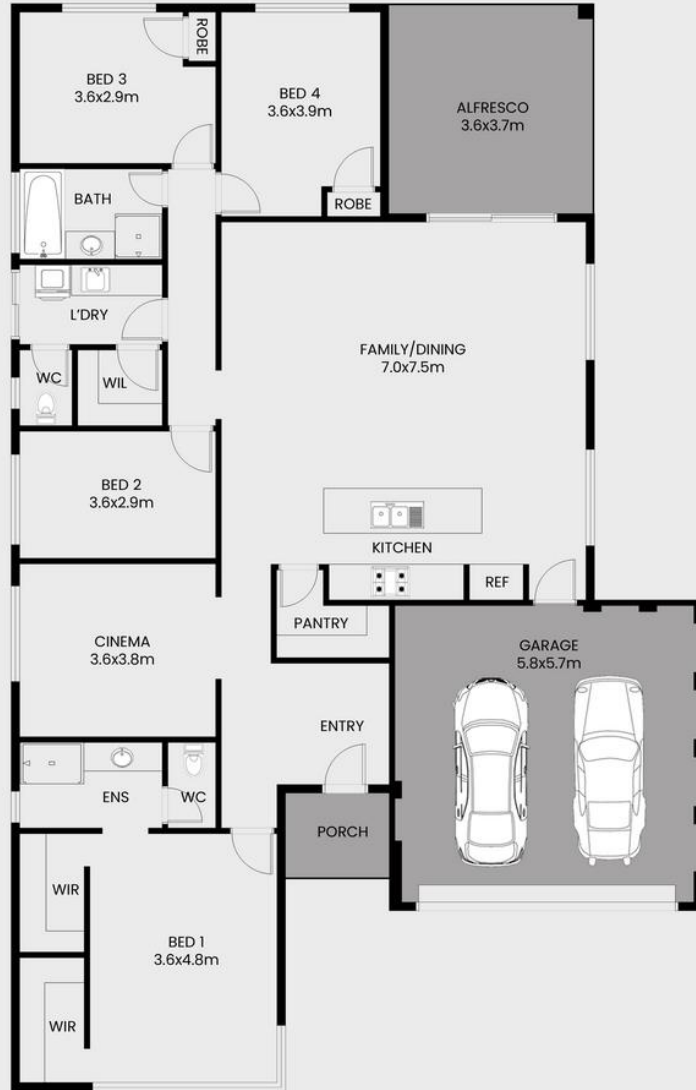 BED 3
3.6x2.9m
ROBE
BED 4
3.6x3.9m
ROBE
ALFRESCO
3.6x3.7m
BATH
L'DRY
WC
WIL
FAMILY/DINING
7.0x7.5m
BED 2
3.6x2.9m
KITCHEN
REF
PANTRY
CINEMA
3.6x3.8m
GARAGE
5.8x5.7m
ENTRY
ENS
WC
PORCH
WIR
BED 1
3.6x4.8m
WIR